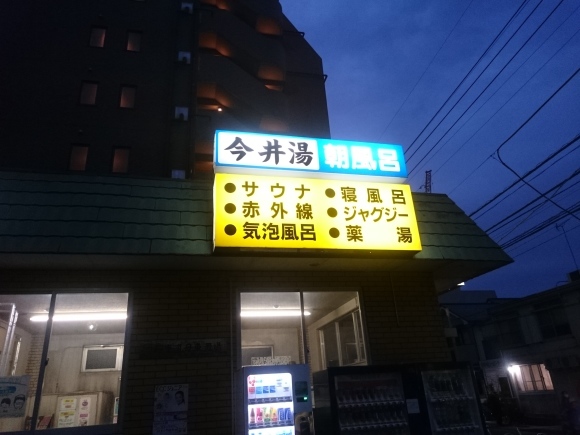 今井湯 朝風呂
●サウナ ●寝風呂
●赤外線 ●ジャグジー
●気泡風呂 ●薬湯